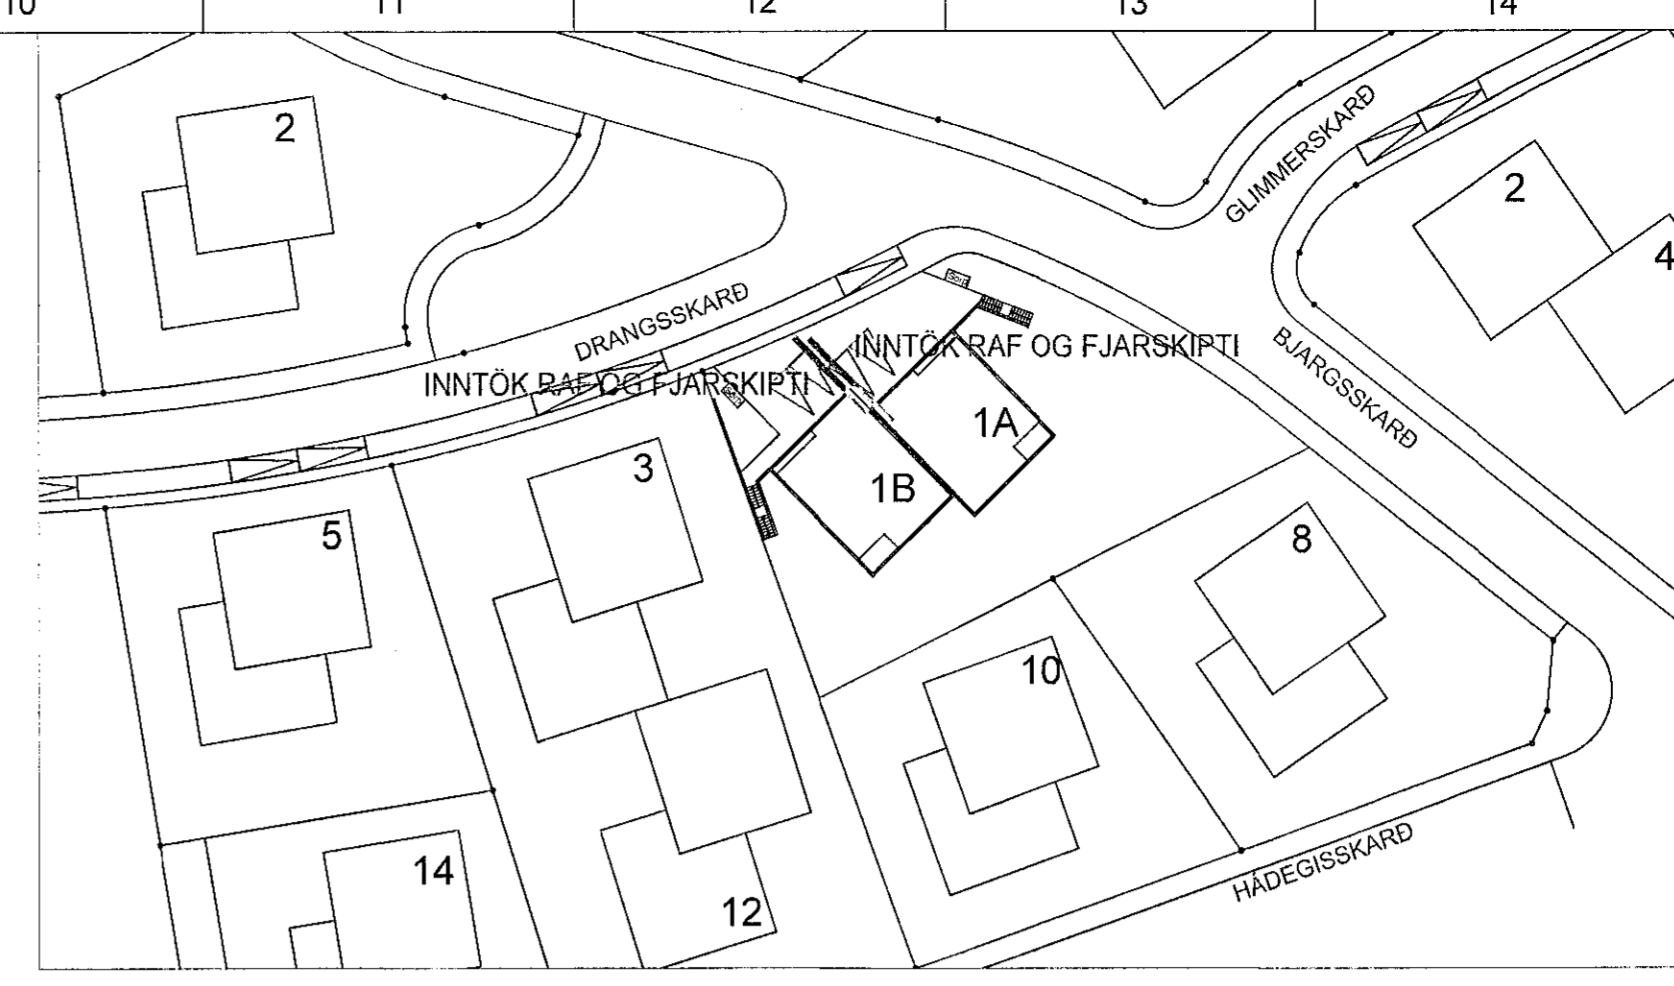 10 11 12 13 14
2
GLIMMERSKARÐ
2
4
DRANGSSKARÐ
Sorp
INNTÖK RAF OG FJARSKIPTI
INNTÖK RAF OG FJARSKIPTI
BJARGSSKARÐ
1A
1B
3
5
8
10
14
12
HÁDEGISSKARÐ